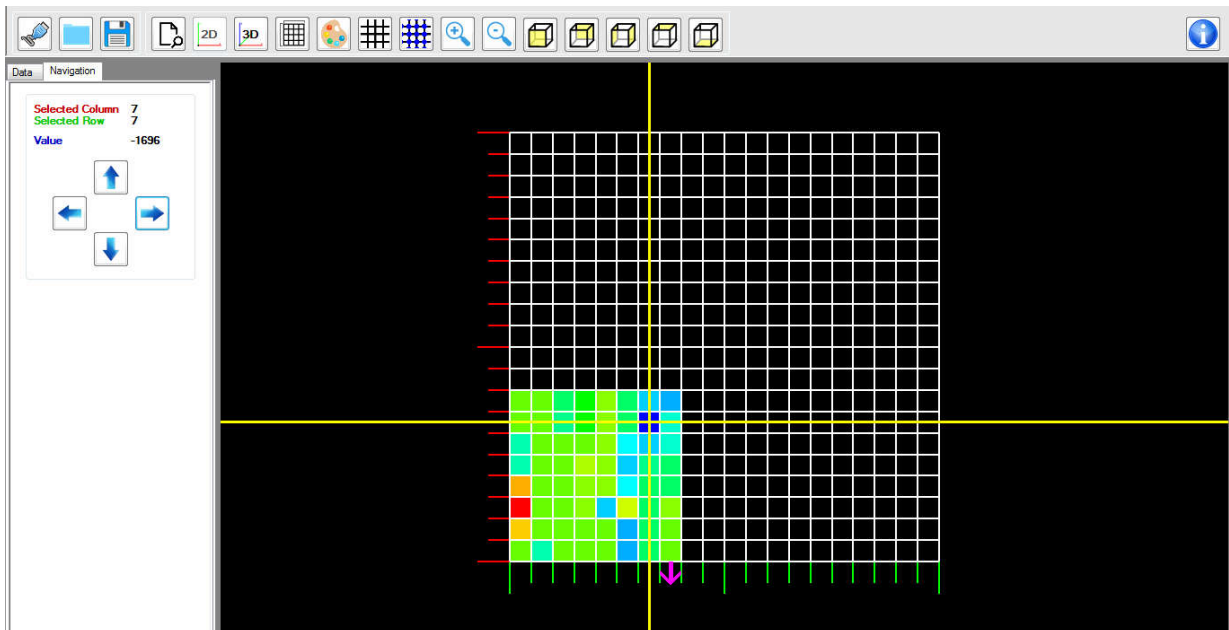 2D
3D
Data
Navigation
Selected Column 7
Selected Row 7
Value -1696